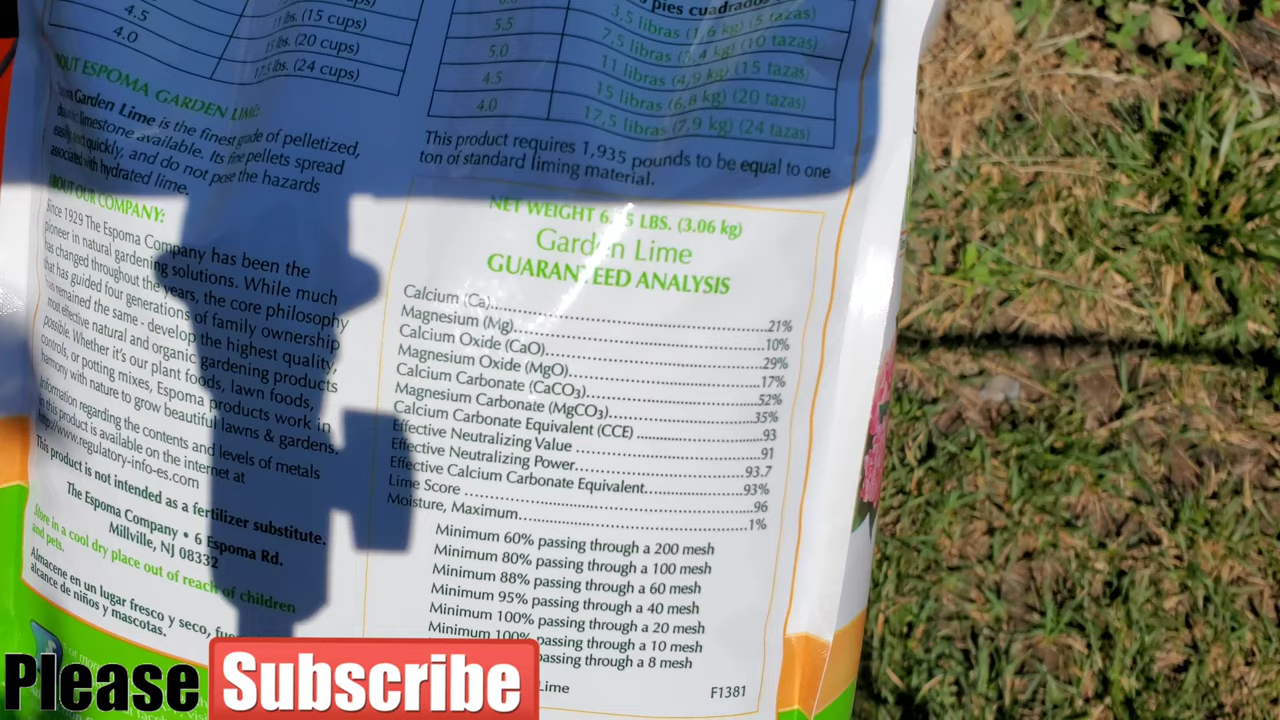 4.5 (15 cups)
4.0 lbs. (20 cups)
17.5 lbs. (24 cups)
ESPOMA GARDEN LIME:
Garden Lime is the finest grade of pelletized,
limestone available. Its fine pellets spread
and quickly, and do not pose the hazards
associated with hydrated lime.
ABOUT OUR COMPANY:
Since 1929 The Espoma Company has been the
pioneer in natural gardening solutions. While much
has changed throughout the years, the core philosophy
that has guided four generations of family ownership
has remained the same - develop the highest quality,
most effective natural and organic gardening products
possible. Whether it's our plant foods, lawn foods,
controls, or potting mixes, Espoma products work in
harmony with nature to grow beautiful lawns & gardens.
Information regarding the contents and levels of metals
in this product is available on the internet at
http://www.regulatory-info-es.com
This product is not intended as a fertilizer substitute.
The Espoma Company • 6 Espoma Rd.
Millville, NJ 08332
Store in a cool dry place out of reach of children
and pets.
Almacene en un lugar fresco y seco,
alcance de niños y mascotas.
pies cuadrados
3,5 libras (1,6 kg) (5 tazas)
5.5 7,5 libras (3,4 kg) (10 tazas)
5.0 11 libras (4,9 kg) (15 tazas)
4.5 15 libras (6,8 kg) (20 tazas)
4.0 17,5 libras (7,9 kg) (24 tazas)
This product requires 1,935 pounds to be equal to one
ton of standard liming material.
NET WEIGHT LBS. (3.06 kg)
Garden Lime
GUARANTEED ANALYSIS
Calcium (Ca)..........21%
Magnesium (Mg)..........10%
Calcium Oxide (CaO)..........29%
Magnesium Oxide (MgO)..........17%
Calcium Carbonate (CaCO3)..........52%
Magnesium Carbonate (MgCO3)..........35%
Calcium Carbonate Equivalent (CCE) ..........93
Effective Neutralizing Value ..........91
Effective Neutralizing Power..........93.7
Effective Calcium Carbonate Equivalent..........93%
Lime Score ..........96
Moisture, Maximum..........1%
Minimum 60% passing through a 200 mesh
Minimum 80% passing through a 100 mesh
Minimum 88% passing through a 60 mesh
Minimum 95% passing through a 40 mesh
Minimum 100% passing through a 20 mesh
Minimum 100% passing through a 10 mesh
passing through a 8 mesh
Lime F1381
Please Subscribe